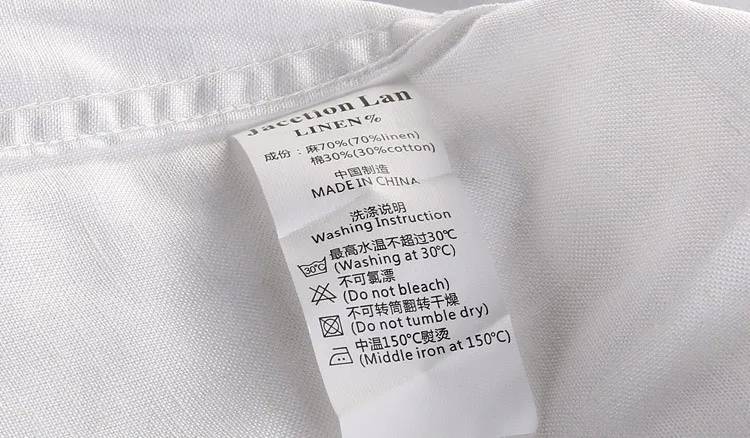 Jacction Lan
LINEN%
成份：麻70%(70%linen)
棉30%(30%cotton)
中国制造
MADE IN CHINA
洗涤说明
Washing Instruction
最高水温不超过30℃
30℃ (Washing at 30℃)
不可氯漂
(Do not bleach)
不可转筒翻转干燥
(Do not tumble dry)
中温150℃熨烫
(Middle iron at 150℃)